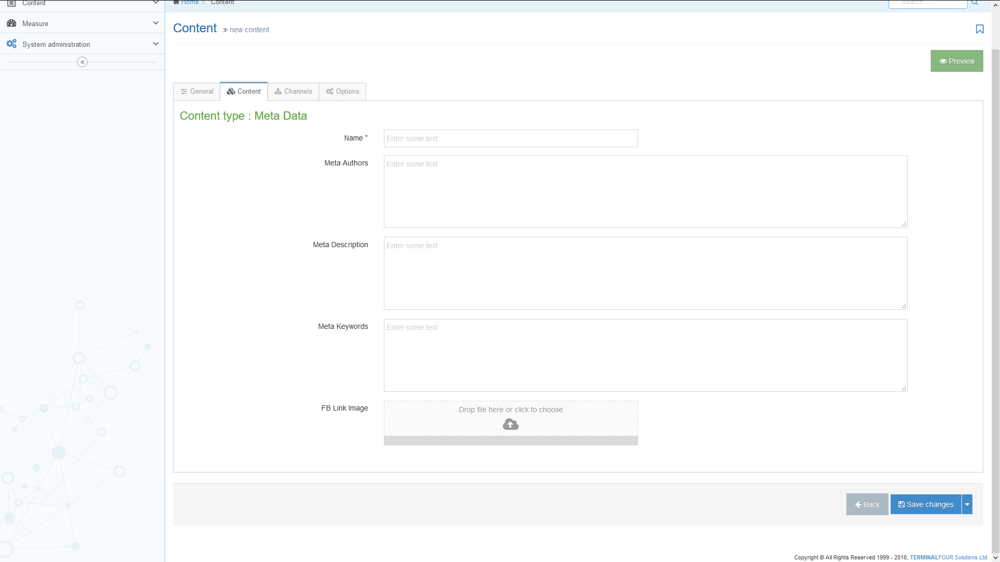 Content
Home Content
Search ...
Measure
System administration
Content » new content
Preview
General Content Channels Options
Content type : Meta Data
Name * Enter some text
Meta Authors Enter some text
Meta Description Enter some text
Meta Keywords Enter some text
FB Link Image Drop file here or click to choose
Back Save changes
Copyright © All Rights Reserved 1999 - 2018, TERMINALFOUR Solutions Ltd.